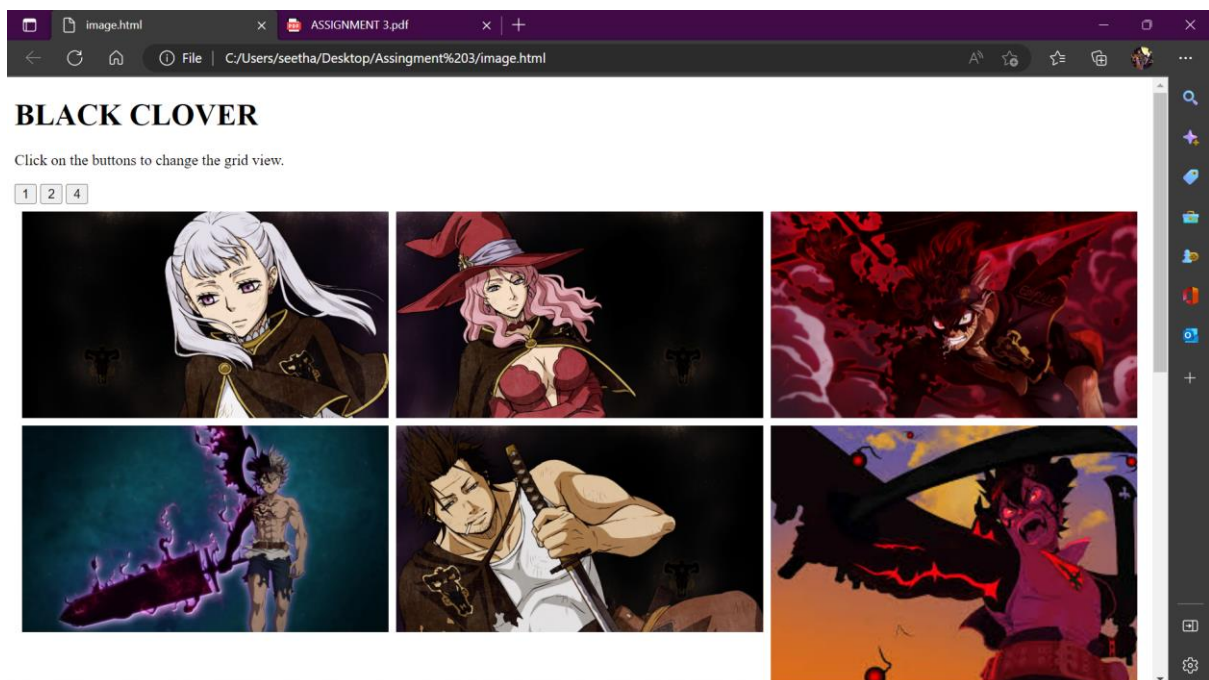 image.html
ASSIGNMENT 3.pdf
File | C:/Users/seetha/Desktop/Assingment%203/image.html
BLACK CLOVER
Click on the buttons to change the grid view.
1 2 4